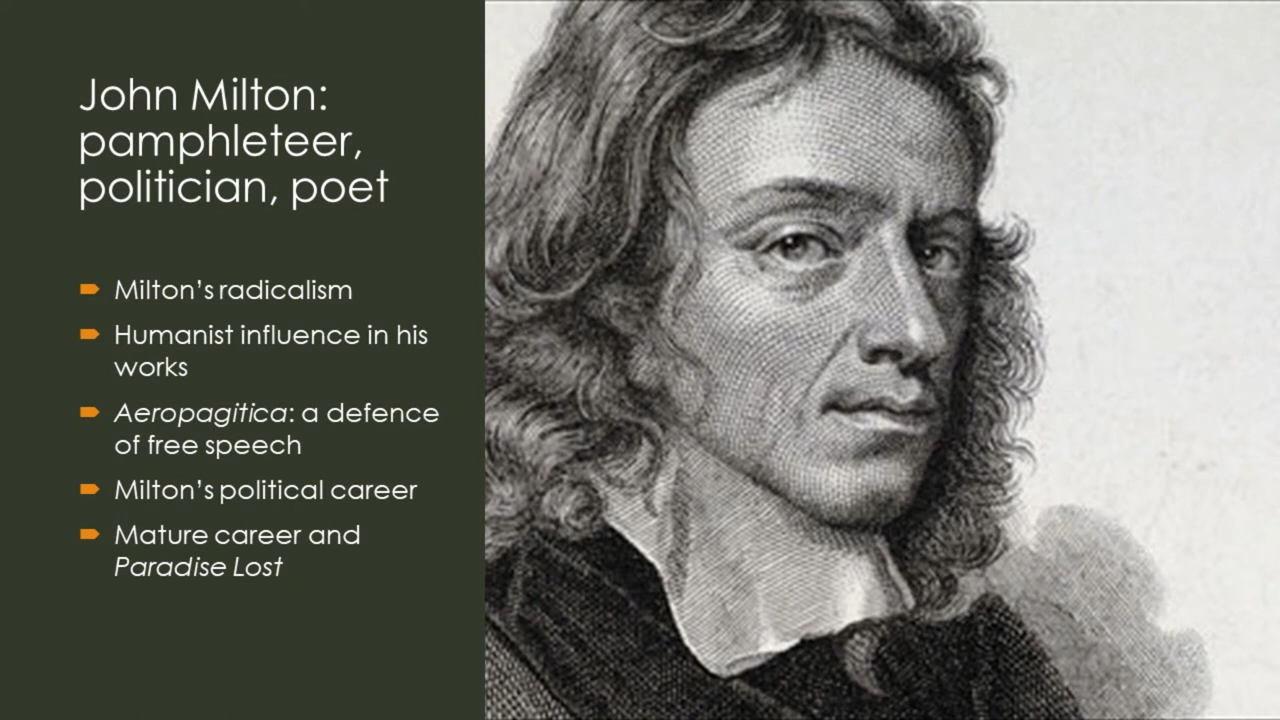 John Milton:
pamphleteer,
politician, poet
Milton's radicalism
Humanist influence in his
works
Aeropagitica: a defence
of free speech
Milton's political career
Mature career and
Paradise Lost